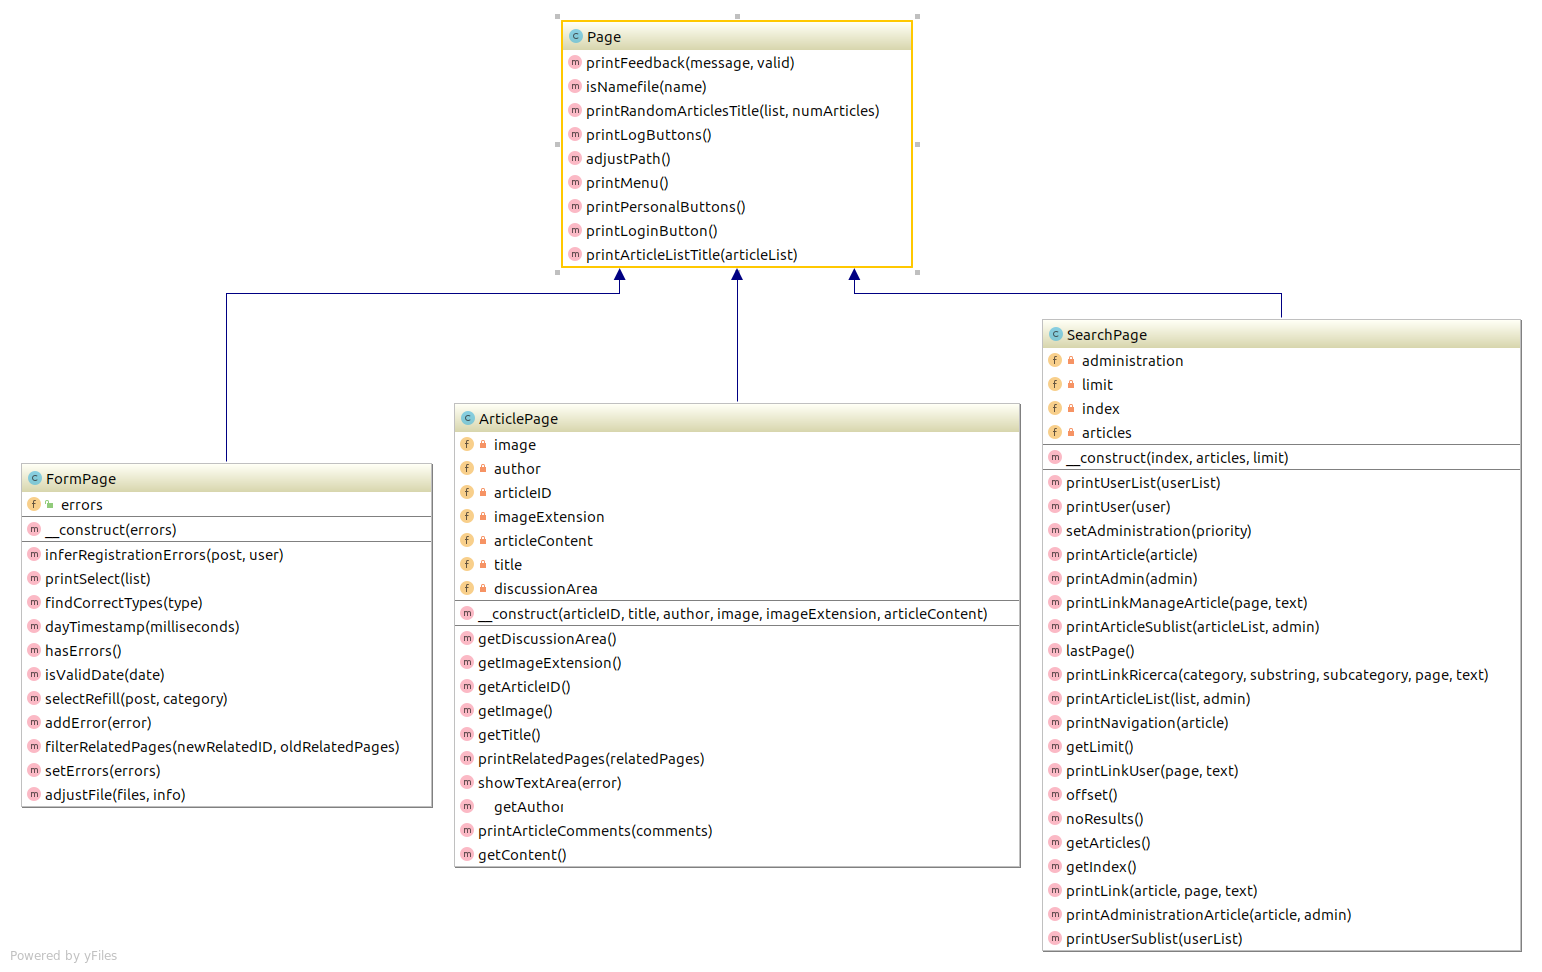 Page
printFeedback(message, valid)
isNamefile(name)
printRandomArticlesTitle(list, numArticles)
printLogButtons()
adjustPath()
printMenu()
printPersonalButtons()
printLoginButton()
printArticleListTitle(articleList)
FormPage
errors
__construct(errors)
inferRegistrationErrors(post, user)
printSelect(list)
findCorrectTypes(type)
dayTimestamp(milliseconds)
hasErrors()
isValidDate(date)
selectRefill(post, category)
addError(error)
filterRelatedPages(newRelatedID, oldRelatedPages)
setErrors(errors)
adjustFile(files, info)
ArticlePage
image
author
articleID
imageExtension
articleContent
title
discussionArea
__construct(articleID, title, author, image, imageExtension, articleContent)
getDiscussionArea()
getImageExtension()
getArticleID()
getImage()
getTitle()
printRelatedPages(relatedPages)
showTextArea(error)
getAuthor
printArticleComments(comments)
getContent()
SearchPage
administration
limit
index
articles
__construct(index, articles, limit)
printUserList(userList)
printUser(user)
setAdministration(priority)
printArticle(article)
printAdmin(admin)
printLinkManageArticle(page, text)
printArticleSublist(articleList, admin)
lastPage()
printLinkRicerca(category, substring, subcategory, page, text)
printArticleList(list, admin)
printNavigation(article)
getLimit()
printLinkUser(page, text)
offset()
noResults()
getArticles()
getIndex()
printLink(article, page, text)
printAdministrationArticle(article, admin)
printUserSublist(userList)
Powered by yFiles